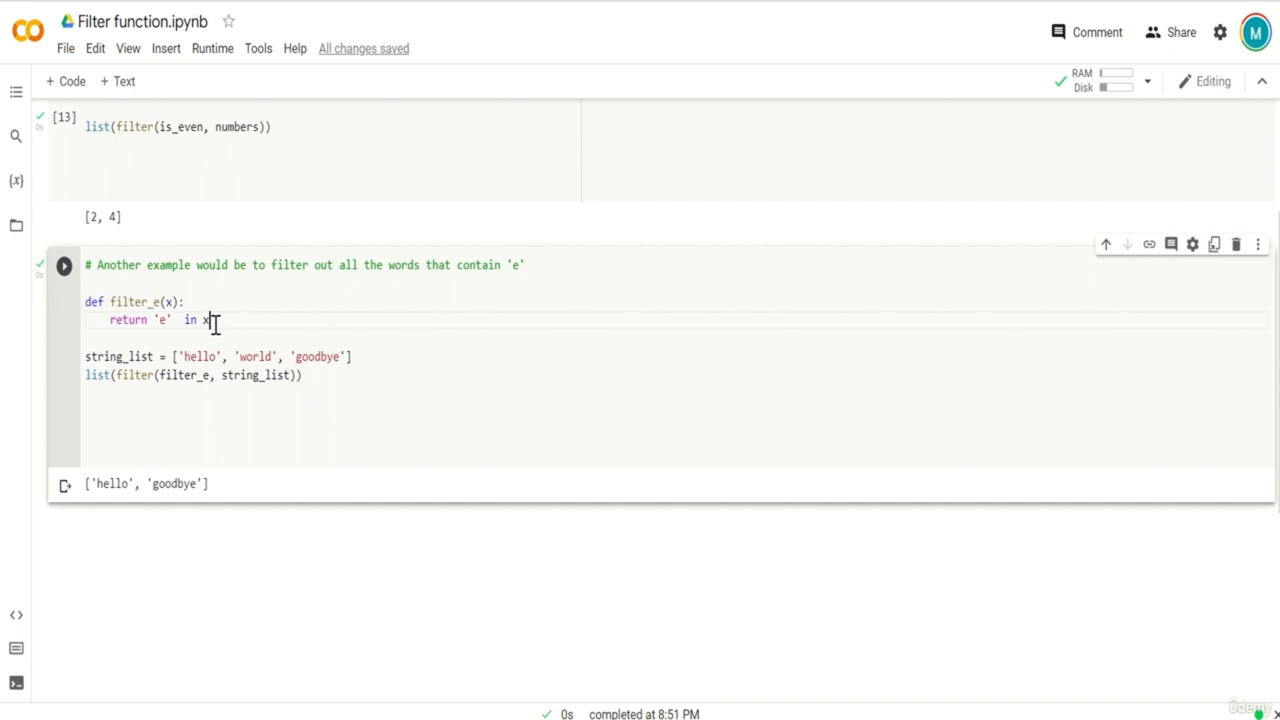 Filter function.ipynb
File Edit View Insert Runtime Tools Help All changes saved
Comment Share M
+ Code + Text
RAM
Disk
Editing
{x}
0s
[13]
list(filter(is_even, numbers))
[2, 4]
0s
# Another example would be to filter out all the words that contain 'e'
def filter_e(x):
    return 'e'  in x
string_list = ['hello', 'world', 'goodbye']
list(filter(filter_e, string_list))
['hello', 'goodbye']
0s completed at 8:51 PM
Udemy